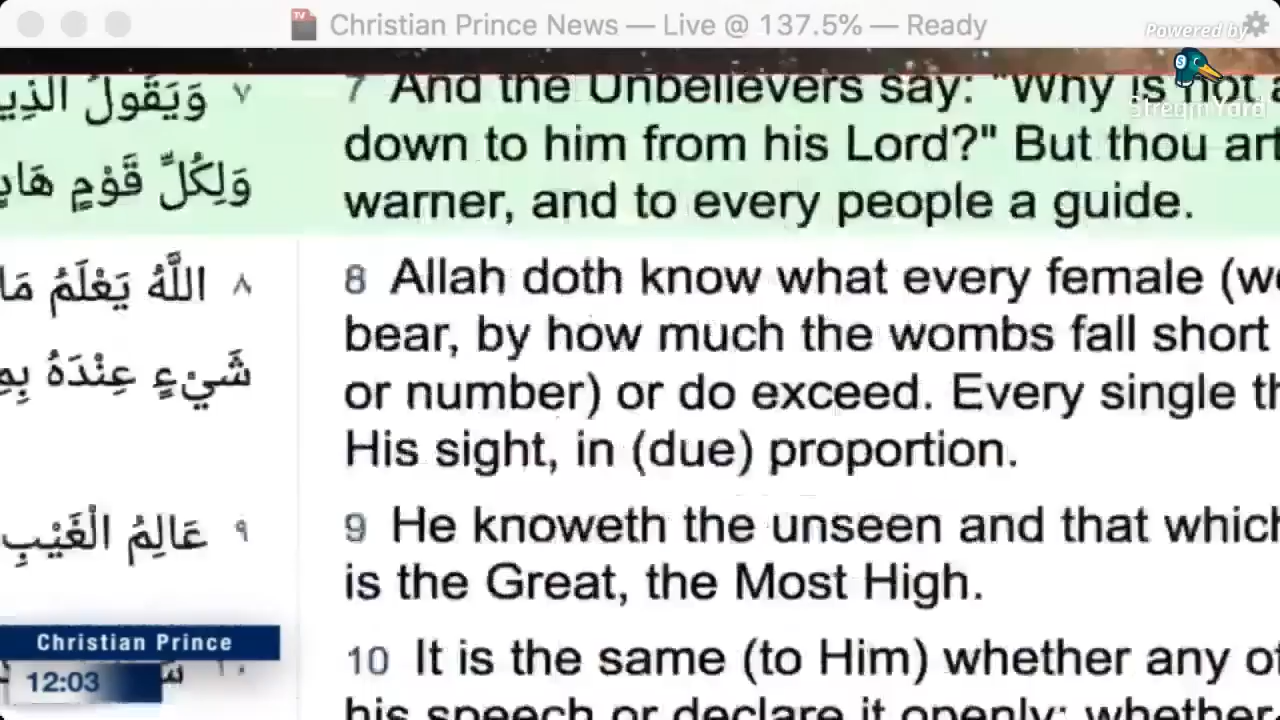 Christian Prince News — Live @ 137.5% — Ready
Powered by
StreamYard
٧ وَيَقُولُ الَّذِي
وَلِكُلِّ قَوْمٍ هَادٍ
7 And the Unbelievers say: "Why is not a
down to him from his Lord?" But thou art
warner, and to every people a guide.
٨ اللَّهُ يَعْلَمُ مَا
شَيْءٍ عِنْدَهُ بِمِ
8 Allah doth know what every female (wo
bear, by how much the wombs fall short
or number) or do exceed. Every single th
His sight, in (due) proportion.
٩ عَالِمُ الْغَيْبِ
9 He knoweth the unseen and that which
is the Great, the Most High.
10 It is the same (to Him) whether any of
his speech or declare it openly; whether
Christian Prince
12:03